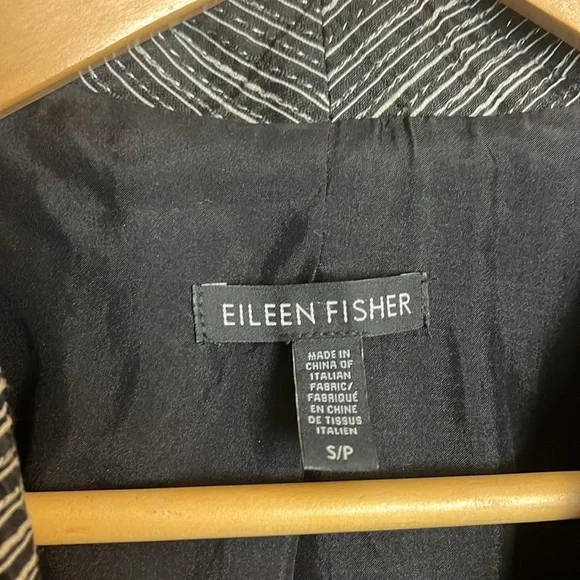 EILEEN FISHER
MADE IN
CHINA OF
ITALIAN
FABRIC/
FABRIQUÉ
EN CHINE
DE TISSUS
ITALIEN
S/P